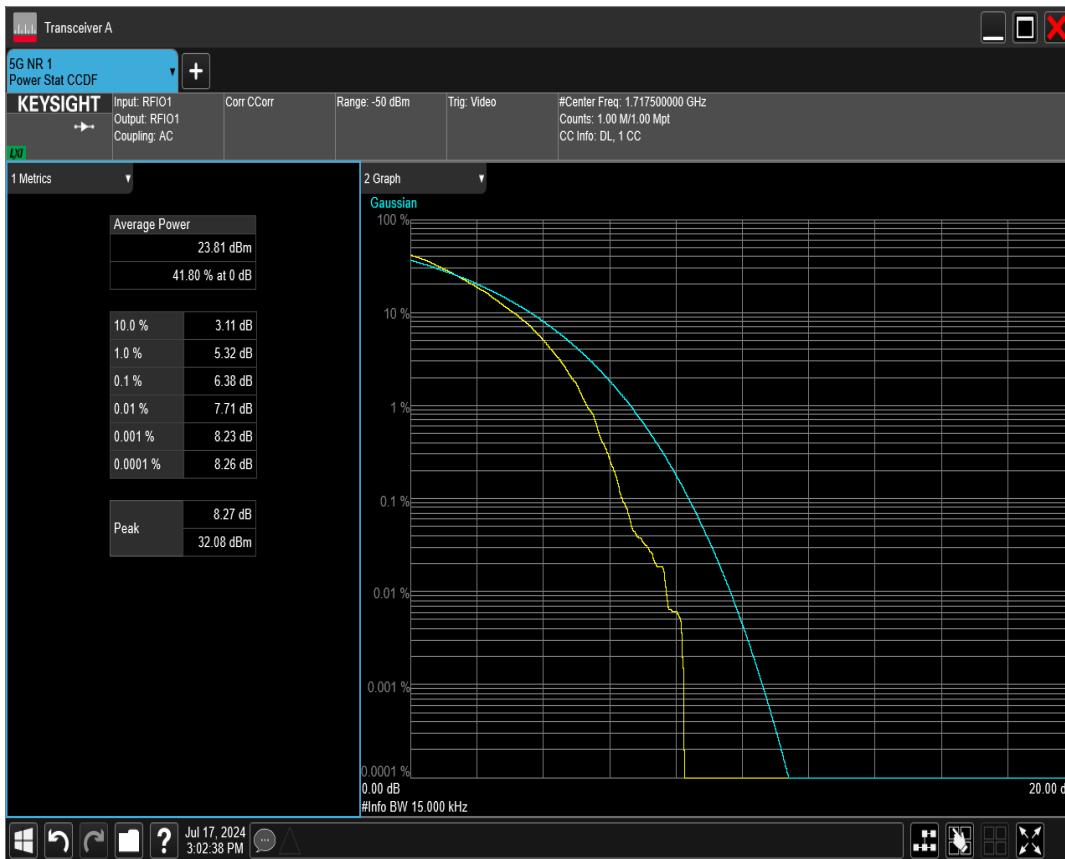 Transceiver A
5G NR 1
Power Stat CCDF
KEYSIGHT
LXI
Input: RFIO1
Output: RFIO1
Coupling: AC
Corr CCorr
Range: -50 dBm
Trig: Video
#Center Freq: 1.717500000 GHz
Counts: 1.00 M/1.00 Mpt
CC Info: DL, 1 CC
1 Metrics
Average Power
23.81 dBm
41.80 % at 0 dB
10.0 % 3.11 dB
1.0 % 5.32 dB
0.1 % 6.38 dB
0.01 % 7.71 dB
0.001 % 8.23 dB
0.0001 % 8.26 dB
Peak
8.27 dB
32.08 dBm
2 Graph
Gaussian
100 %
10 %
1 %
0.1 %
0.01 %
0.001 %
0.0001 %
0.00 dB 20.00 d
#Info BW 15.000 kHz
?
Jul 17, 2024
3:02:38 PM